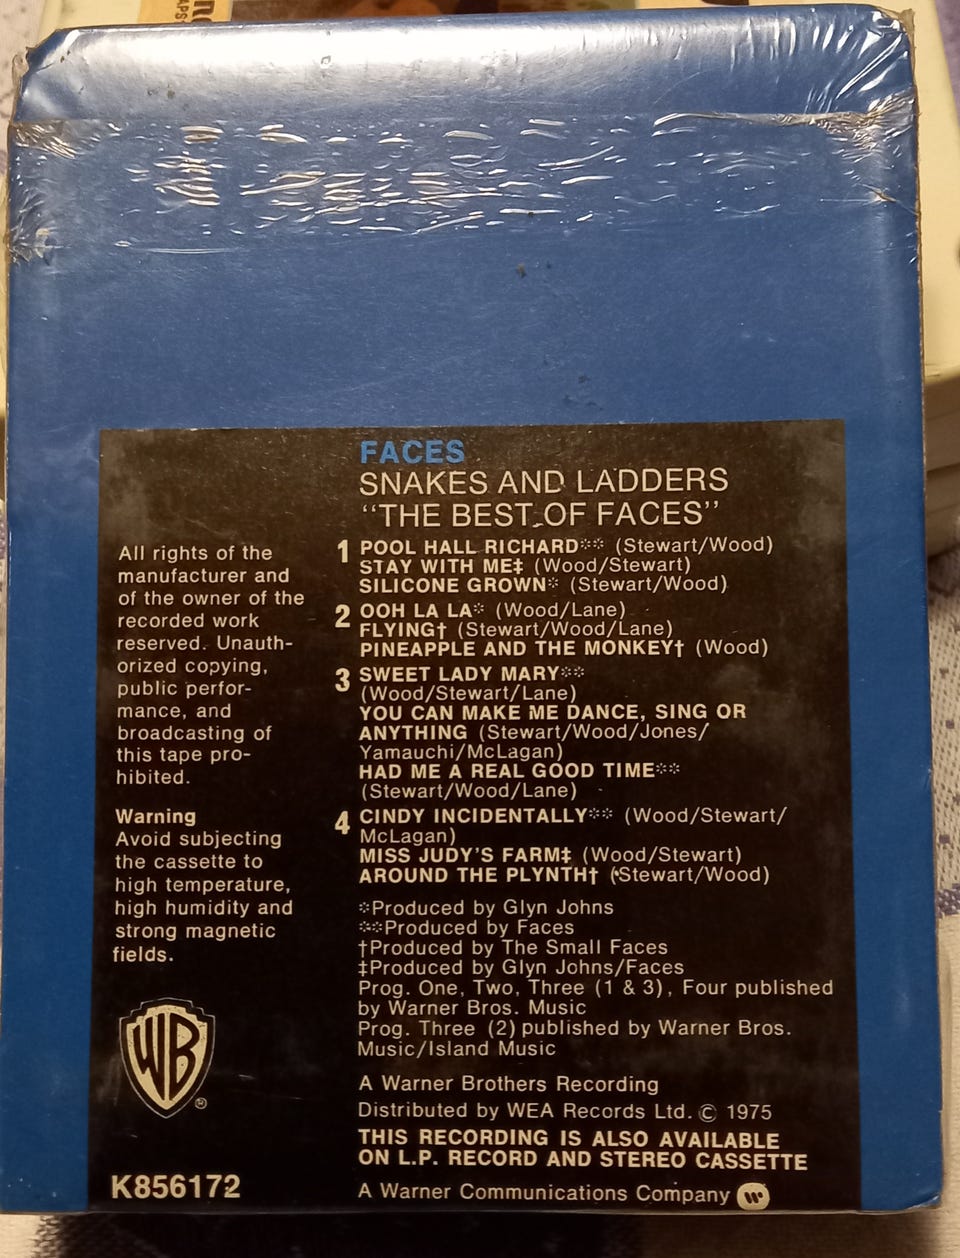 FACES
SNAKES AND LADDERS
"THE BEST OF FACES"
1 POOL HALL RICHARD** (Stewart/Wood)
STAY WITH ME‡ (Wood/Stewart)
SILICONE GROWN* (Stewart/Wood)
2 OOH LA LA* (Wood/Lane)
FLYING† (Stewart/Wood/Lane)
PINEAPPLE AND THE MONKEY† (Wood)
3 SWEET LADY MARY**
(Wood/Stewart/Lane)
YOU CAN MAKE ME DANCE, SING OR
ANYTHING (Stewart/Wood/Jones/
Yamauchi/McLagan)
HAD ME A REAL GOOD TIME**
(Stewart/Wood/Lane)
4 CINDY INCIDENTALLY** (Wood/Stewart/
McLagan)
MISS JUDY'S FARM‡ (Wood/Stewart)
AROUND THE PLYNTH† (Stewart/Wood)
*Produced by Glyn Johns
**Produced by Faces
†Produced by The Small Faces
‡Produced by Glyn Johns/Faces
Prog. One, Two, Three (1 & 3), Four published
by Warner Bros. Music
Prog. Three (2) published by Warner Bros.
Music/Island Music
A Warner Brothers Recording
Distributed by WEA Records Ltd. © 1975
THIS RECORDING IS ALSO AVAILABLE
ON L.P. RECORD AND STEREO CASSETTE
A Warner Communications Company
All rights of the
manufacturer and
of the owner of the
recorded work
reserved. Unauth-
orized copying,
public perfor-
mance, and
broadcasting of
this tape pro-
hibited.
Warning
Avoid subjecting
the cassette to
high temperature,
high humidity and
strong magnetic
fields.
WB
®
K856172